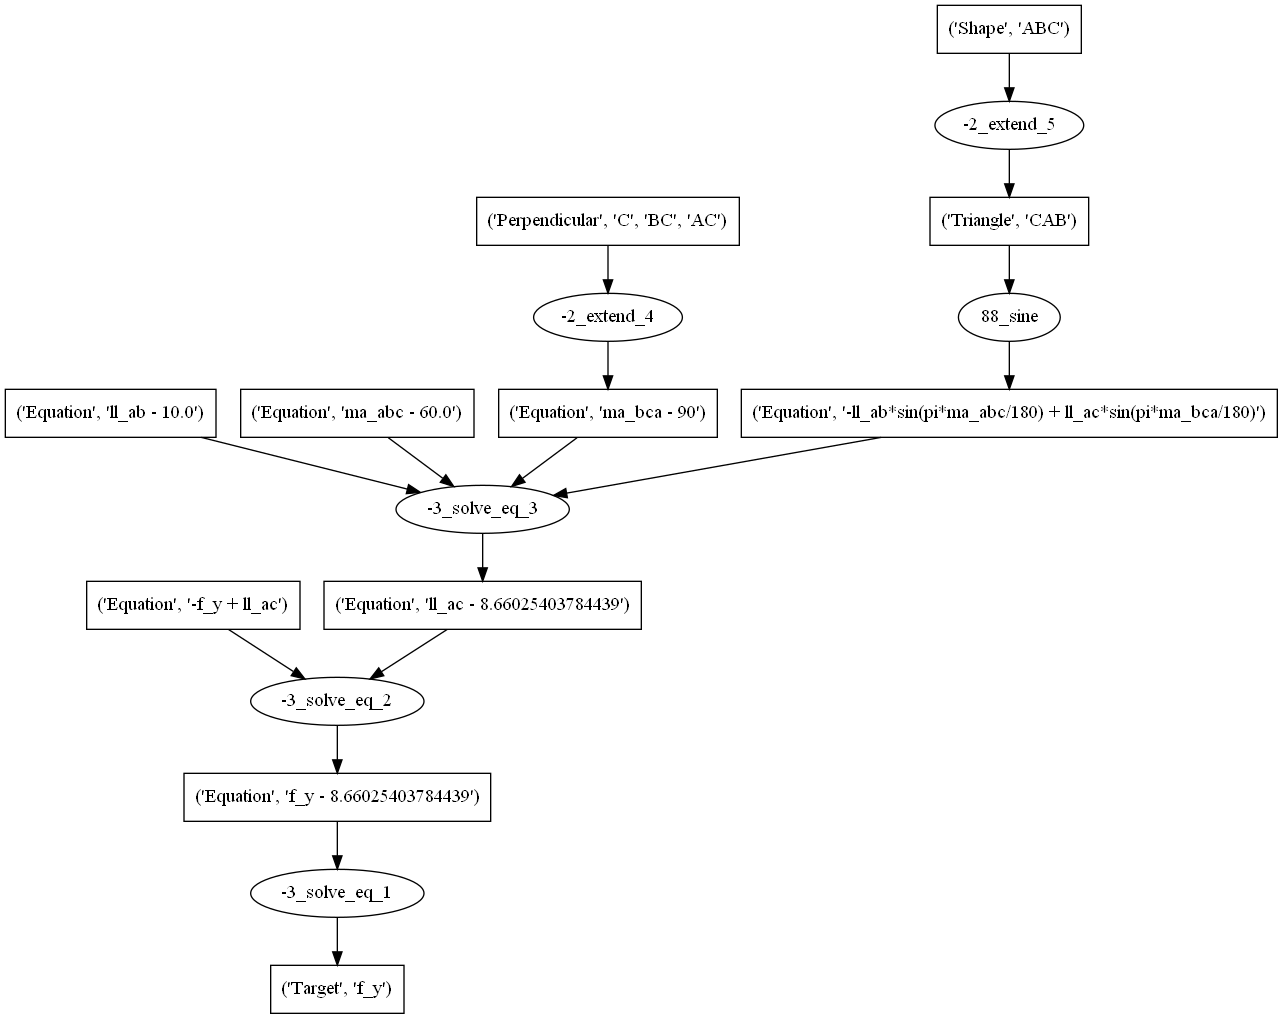 ('Shape', 'ABC')
-2_extend_5
('Perpendicular', 'C', 'BC', 'AC')
('Triangle', 'CAB')
-2_extend_4
88_sine
('Equation', 'll_ab - 10.0')
('Equation', 'ma_abc - 60.0')
('Equation', 'ma_bca - 90')
('Equation', '-ll_ab*sin(pi*ma_abc/180) + ll_ac*sin(pi*ma_bca/180)')
-3_solve_eq_3
('Equation', '-f_y + ll_ac')
('Equation', 'll_ac - 8.66025403784439')
-3_solve_eq_2
('Equation', 'f_y - 8.66025403784439')
-3_solve_eq_1
('Target', 'f_y')